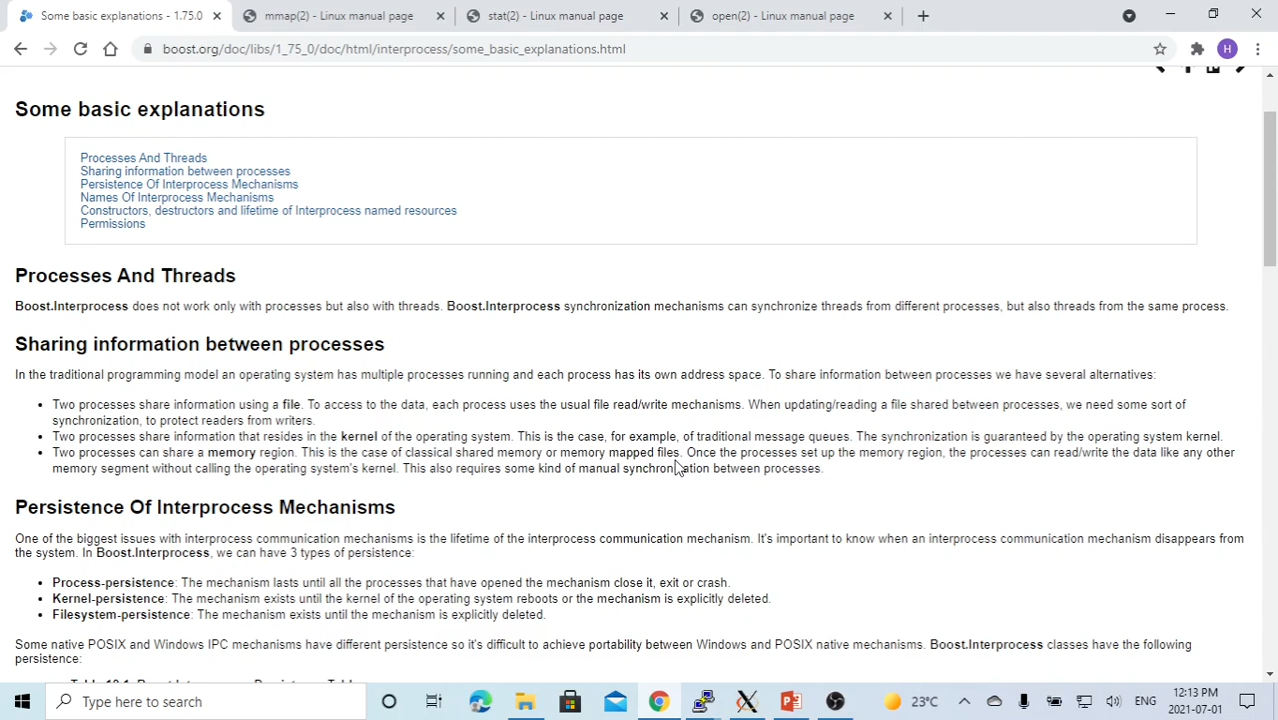 Some basic explanations - 1.75.0
mmap(2) - Linux manual page
stat(2) - Linux manual page
open(2) - Linux manual page
boost.org/doc/libs/1_75_0/doc/html/interprocess/some_basic_explanations.html
H
Some basic explanations
Processes And Threads
Sharing information between processes
Persistence Of Interprocess Mechanisms
Names Of Interprocess Mechanisms
Constructors, destructors and lifetime of Interprocess named resources
Permissions
Processes And Threads
Boost.Interprocess does not work only with processes but also with threads. Boost.Interprocess synchronization mechanisms can synchronize threads from different processes, but also threads from the same process.
Sharing information between processes
In the traditional programming model an operating system has multiple processes running and each process has its own address space. To share information between processes we have several alternatives:
• Two processes share information using a file. To access to the data, each process uses the usual file read/write mechanisms. When updating/reading a file shared between processes, we need some sort of
synchronization, to protect readers from writers.
• Two processes share information that resides in the kernel of the operating system. This is the case, for example, of traditional message queues. The synchronization is guaranteed by the operating system kernel.
• Two processes can share a memory region. This is the case of classical shared memory or memory mapped files. Once the processes set up the memory region, the processes can read/write the data like any other
memory segment without calling the operating system's kernel. This also requires some kind of manual synchronization between processes.
Persistence Of Interprocess Mechanisms
One of the biggest issues with interprocess communication mechanisms is the lifetime of the interprocess communication mechanism. It's important to know when an interprocess communication mechanism disappears from
the system. In Boost.Interprocess, we can have 3 types of persistence:
• Process-persistence: The mechanism lasts until all the processes that have opened the mechanism close it, exit or crash.
• Kernel-persistence: The mechanism exists until the kernel of the operating system reboots or the mechanism is explicitly deleted.
• Filesystem-persistence: The mechanism exists until the mechanism is explicitly deleted.
Some native POSIX and Windows IPC mechanisms have different persistence so it's difficult to achieve portability between Windows and POSIX native mechanisms. Boost.Interprocess classes have the following
persistence:
Type here to search
23°C
ENG
12:13 PM
2021-07-01